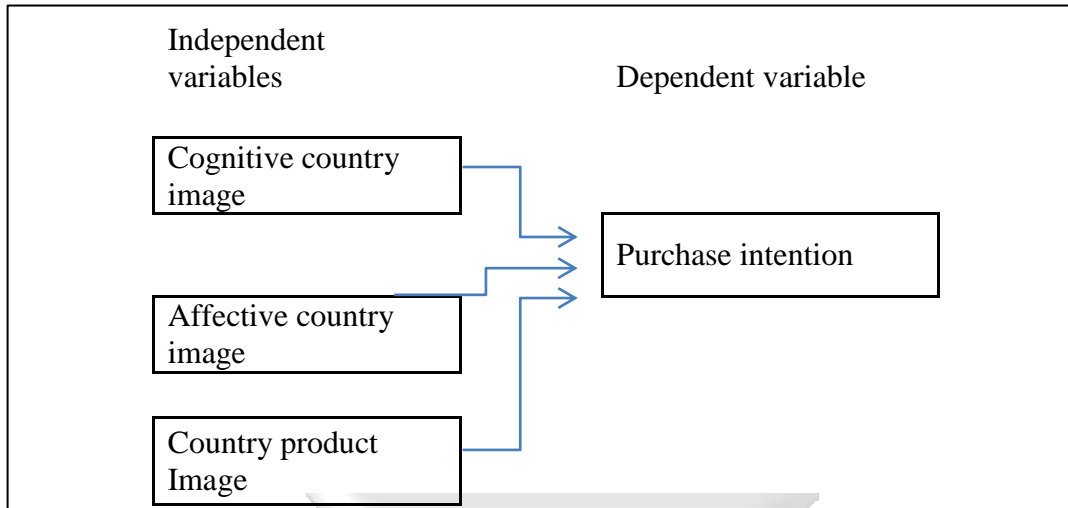 Independent
variables
Dependent variable
Cognitive country
image
Purchase intention
Affective country
image
Country product
Image